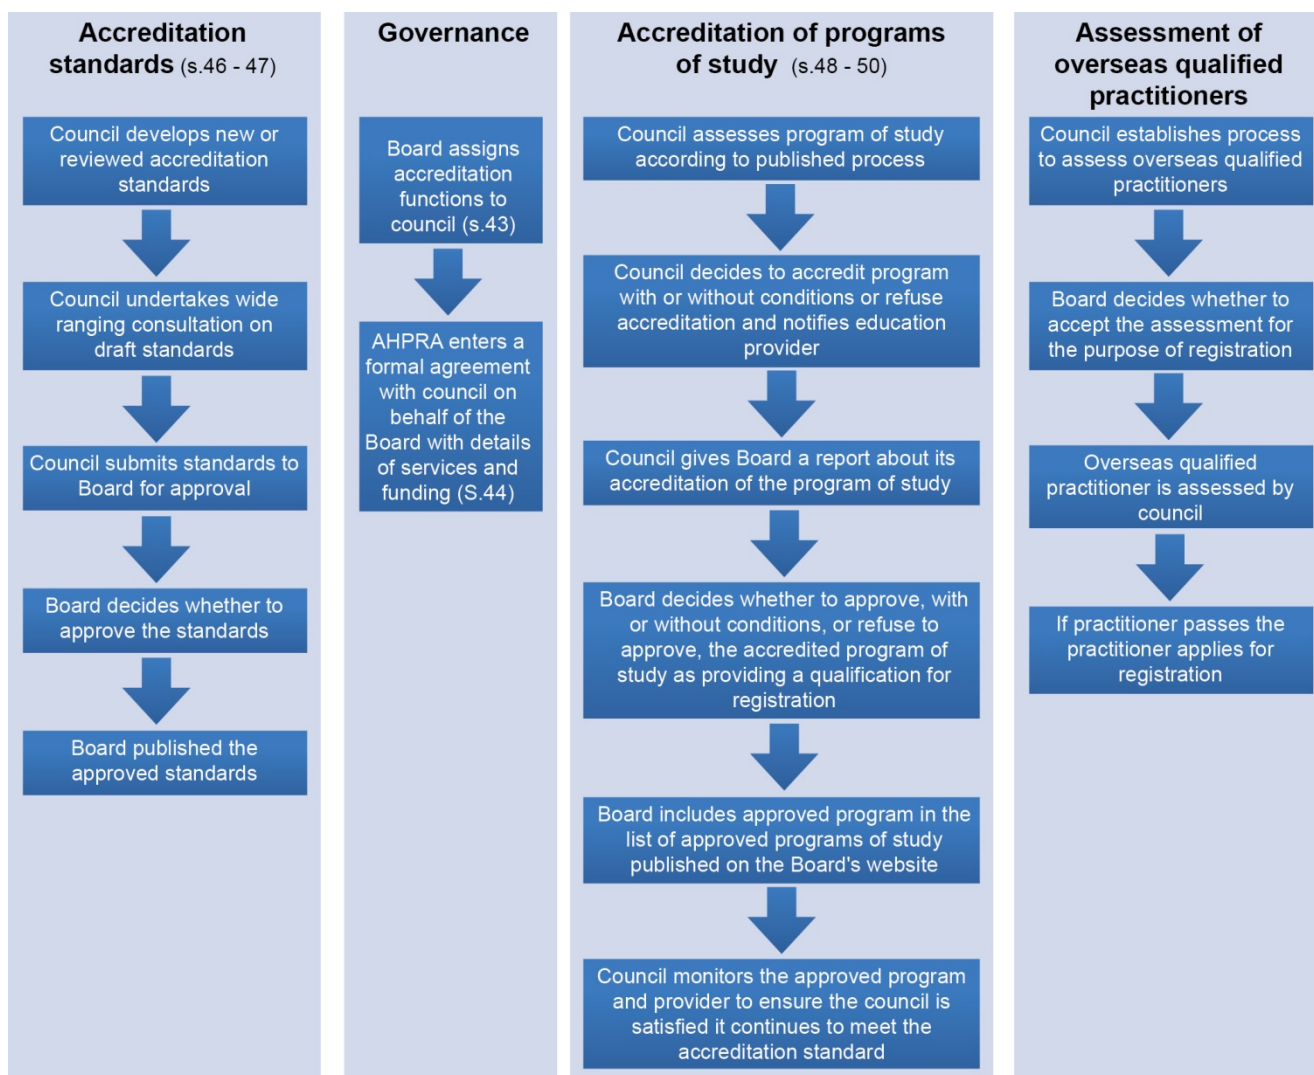 Accreditation
standards (s.46 - 47)
Council develops new or
reviewed accreditation
standards
Council undertakes wide
ranging consultation on
draft standards
Council submits standards to
Board for approval
Board decides whether to
approve the standards
Board published the
approved standards
Governance
Board assigns
accreditation
functions to
council (s.43)
AHPRA enters a
formal agreement
with council on
behalf of the
Board with details
of services and
funding (S.44)
Accreditation of programs
of study (s.48 - 50)
Council assesses program of study
according to published process
Council decides to accredit program
with or without conditions or refuse
accreditation and notifies education
provider
Council gives Board a report about its
accreditation of the program of study
Board decides whether to approve, with
or without conditions, or refuse to
approve, the accredited program of
study as providing a qualification for
registration
Board includes approved program in the
list of approved programs of study
published on the Board's website
Council monitors the approved program
and provider to ensure the council is
satisfied it continues to meet the
accreditation standard
Assessment of
overseas qualified
practitioners
Council establishes process
to assess overseas qualified
practitioners
Board decides whether to
accept the assessment for
the purpose of registration
Overseas qualified
practitioner is assessed by
council
If practitioner passes the
practitioner applies for
registration